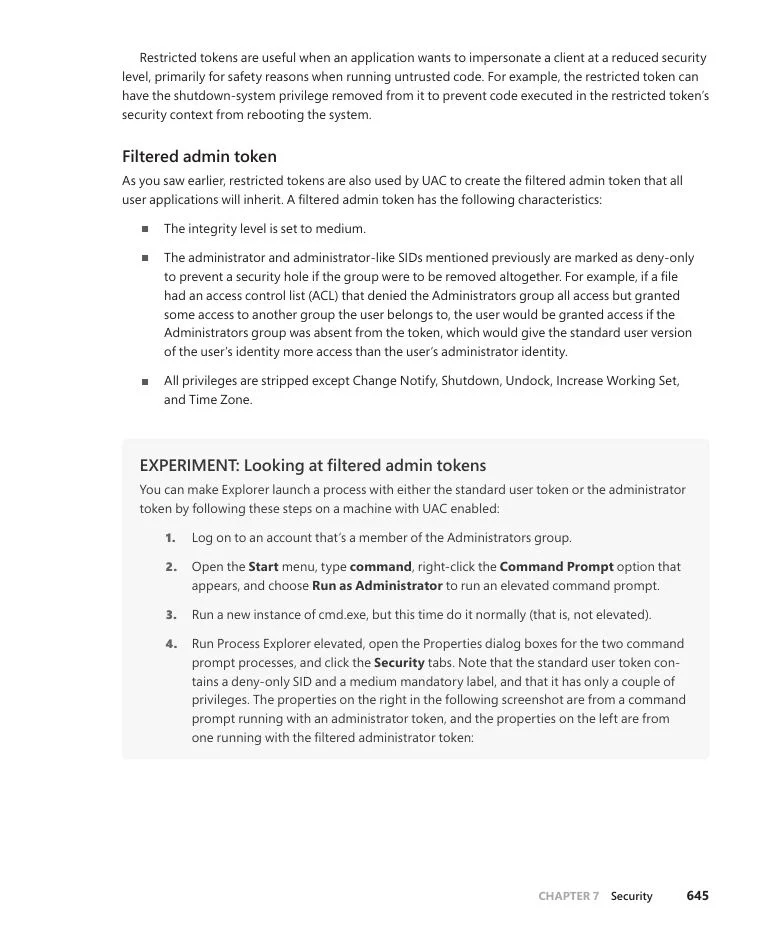 Restricted tokens are useful when an application wants to impersonate a client at a reduced security
level, primarily for safety reasons when running untrusted code. For example, the restricted token can
have the shutdown-system privilege removed from it to prevent code executed in the restricted token’s
security context from rebooting the system.
Filtered admin token
As you saw earlier, restricted tokens are also used by UAC to create the filtered admin token that all
user applications will inherit. A filtered admin token has the following characteristics:
■ The integrity level is set to medium.
■ The administrator and administrator-like SIDs mentioned previously are marked as deny-only
to prevent a security hole if the group were to be removed altogether. For example, if a file
had an access control list (ACL) that denied the Administrators group all access but granted
some access to another group the user belongs to, the user would be granted access if the
Administrators group was absent from the token, which would give the standard user version
of the user’s identity more access than the user’s administrator identity.
■ All privileges are stripped except Change Notify, Shutdown, Undock, Increase Working Set,
and Time Zone.
EXPERIMENT: Looking at filtered admin tokens
You can make Explorer launch a process with either the standard user token or the administrator
token by following these steps on a machine with UAC enabled:
1. Log on to an account that’s a member of the Administrators group.
2. Open the Start menu, type command, right-click the Command Prompt option that
appears, and choose Run as Administrator to run an elevated command prompt.
3. Run a new instance of cmd.exe, but this time do it normally (that is, not elevated).
4. Run Process Explorer elevated, open the Properties dialog boxes for the two command
prompt processes, and click the Security tabs. Note that the standard user token con-
tains a deny-only SID and a medium mandatory label, and that it has only a couple of
privileges. The properties on the right in the following screenshot are from a command
prompt running with an administrator token, and the properties on the left are from
one running with the filtered administrator token:
CHAPTER 7 Security 645